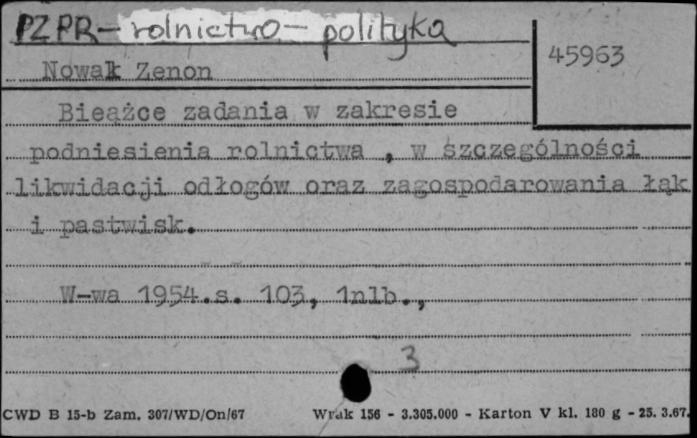 PZPR - rolnictwo - polityka
45963
Nowak Zenon
Bieążce zadania w zakresie
podniesienia rolnictwa , w szczególności
likwidacji odłogów oraz zagospodarowania łąk
i pastwisk.
W-wa 1954.s. 103, 1nlb.,
3
CWD B 15-b Zam. 307/WD/On/67 Wrak 156 - 3.305.000 - Karton V kl. 180 g - 25. 3.67.